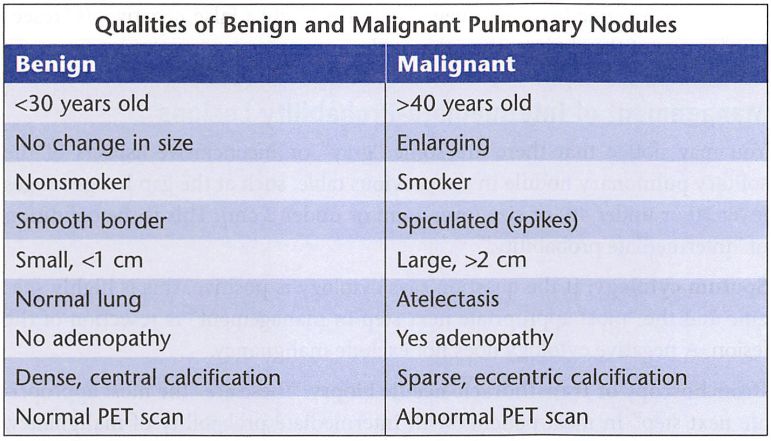 Qualities of Benign and Malignant Pulmonary Nodules
Benign Malignant
<30 years old >40 years old
No change in size Enlarging
Nonsmoker Smoker
Smooth border Spiculated (spikes)
Small, <1 cm Large, >2 cm
Normal lung Atelectasis
No adenopathy Yes adenopathy
Dense, central calcification Sparse, eccentric calcification
Normal PET scan Abnormal PET scan